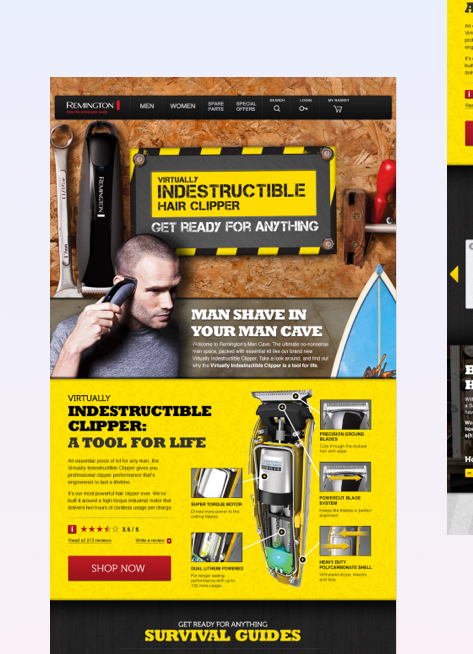 REMINGTON
MEN
WOMEN
SPARE PARTS
SPECIAL OFFERS
SEARCH
LOGIN
MY BASKET
REMINGTON
VIRTUALLY
INDESTRUCTIBLE
HAIR CLIPPER
GET READY FOR ANYTHING
MAN SHAVE IN
YOUR MAN CAVE
Welcome to Remington's Man Cave. The ultimate no-nonsense
man space, packed with essential kit like our brand new
Virtually Indestructible Clipper. Take a look around, and find out
why the Virtually Indestructible Clipper is a tool for life.
VIRTUALLY
INDESTRUCTIBLE
CLIPPER:
A TOOL FOR LIFE
An essential piece of kit for any man, the
Virtually Indestructible Clipper gives you
professional clipper performance that's
engineered to last a lifetime.
It's our most powerful hair clipper ever. We've
built it around a high-torque industrial motor that
delivers two hours of cordless usage per charge.
3.5 / 5
Read all 213 reviews
Write a review
SHOP NOW
PRECISION GROUND
BLADES
Cuts through the toughest
hair with ease
SUPER TORQUE MOTOR
Drives more power to the
cutting blades
POWERCUT BLADE
SYSTEM
Keeps the blades in perfect
alignment
DUAL LITHIUM POWERED
For longer lasting
performance with up to
120 mins usage
HEAVY DUTY
POLYCARBONATE SHELL
Withstand drops, knocks
and falls
GET READY FOR ANYTHING
SURVIVAL GUIDES